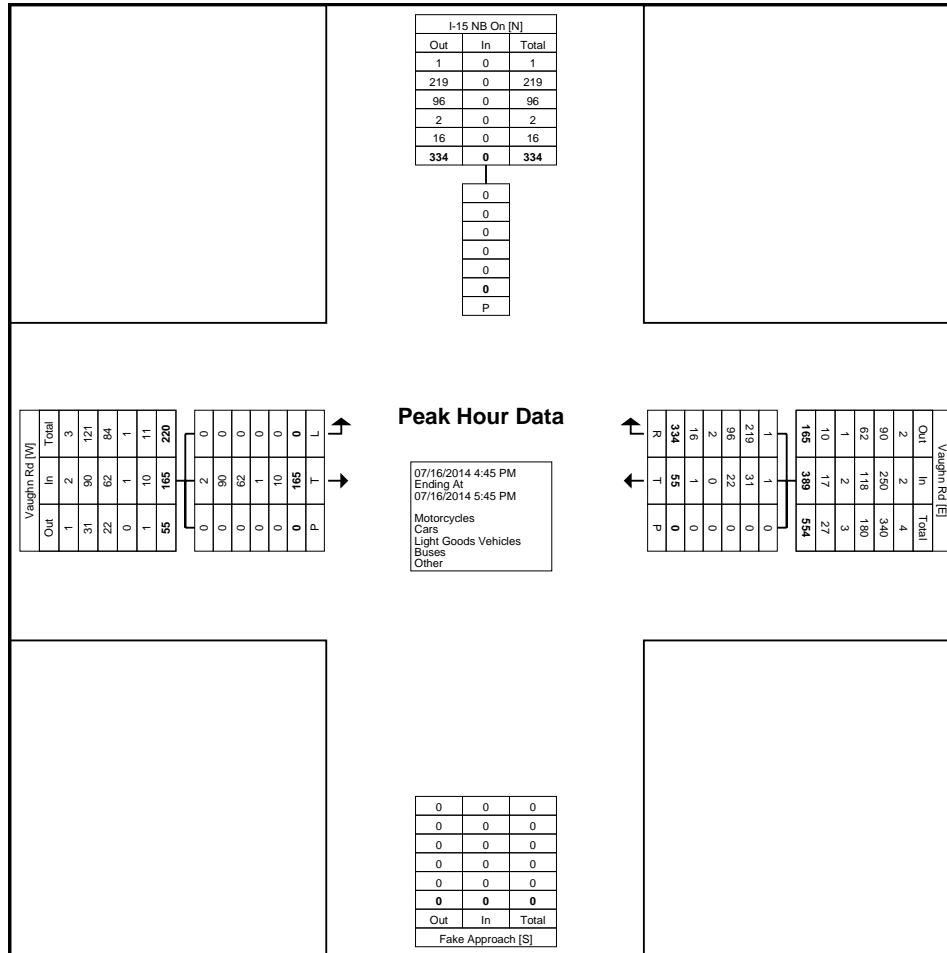 I-15 NB On [N]
Out In Total
1 0 1
219 0 219
96 0 96
2 0 2
16 0 16
334 0 334
0
0
0
0
0
0
P
Vaughn Rd [W]
Out In Total
1 2 3
31 90 121
22 62 84
0 1 1
1 10 11
55 165 220
0 2 0
0 90 0
0 62 0
0 1 0
0 10 0
0 165 0
P T L
Peak Hour Data
07/16/2014 4:45 PM
Ending At
07/16/2014 5:45 PM
Motorcycles
Cars
Light Goods Vehicles
Buses
Other
Vaughn Rd [E]
Out In Total
2 2 4
90 250 340
62 118 180
1 2 3
10 17 27
165 389 554
1 1 0
219 31 0
96 22 0
2 0 0
16 1 0
334 55 0
R T P
0 0 0
0 0 0
0 0 0
0 0 0
0 0 0
0 0 0
Out In Total
Fake Approach [S]